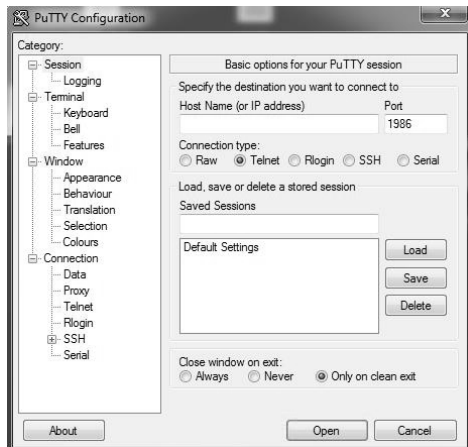 PuTTY Configuration
X
Category:
Session
Logging
Terminal
Keyboard
Bell
Features
Window
Appearance
Behaviour
Translation
Selection
Colours
Connection
Data
Proxy
Telnet
Rlogin
SSH
Serial
Basic options for your PuTTY session
Specify the destination you want to connect to
Host Name (or IP address) Port
1986
Connection type:
Raw Telnet Rlogin SSH Serial
Load, save or delete a stored session
Saved Sessions
Default Settings
Load
Save
Delete
Close window on exit:
Always Never Only on clean exit
About Open Cancel